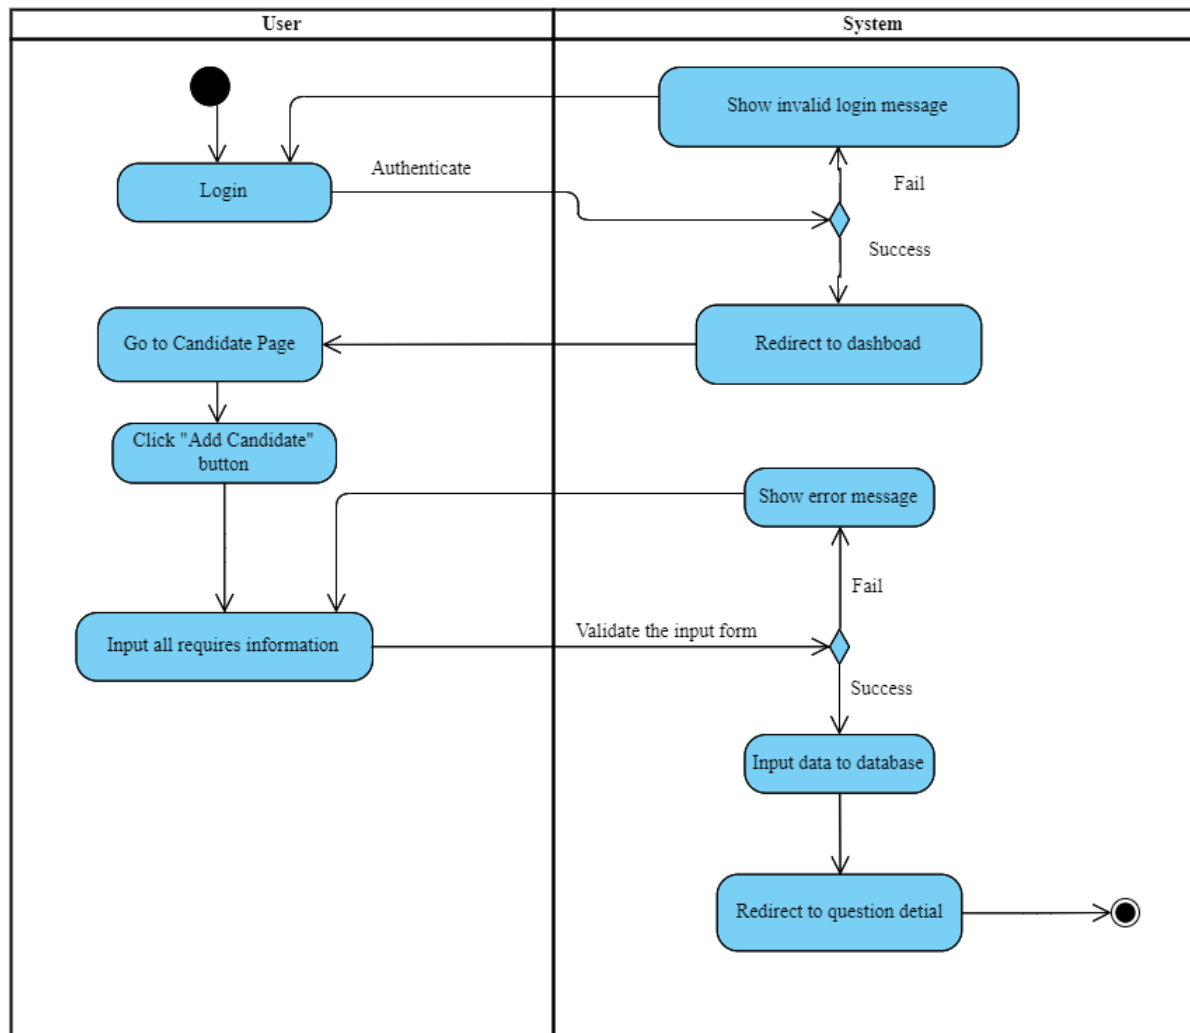 User
System
Show invalid login message
Authenticate
Login
Fail
Success
Go to Candidate Page
Redirect to dashboad
Click "Add Candidate"
button
Show error message
Fail
Input all requires information
Validate the input form
Success
Input data to database
Redirect to question detial